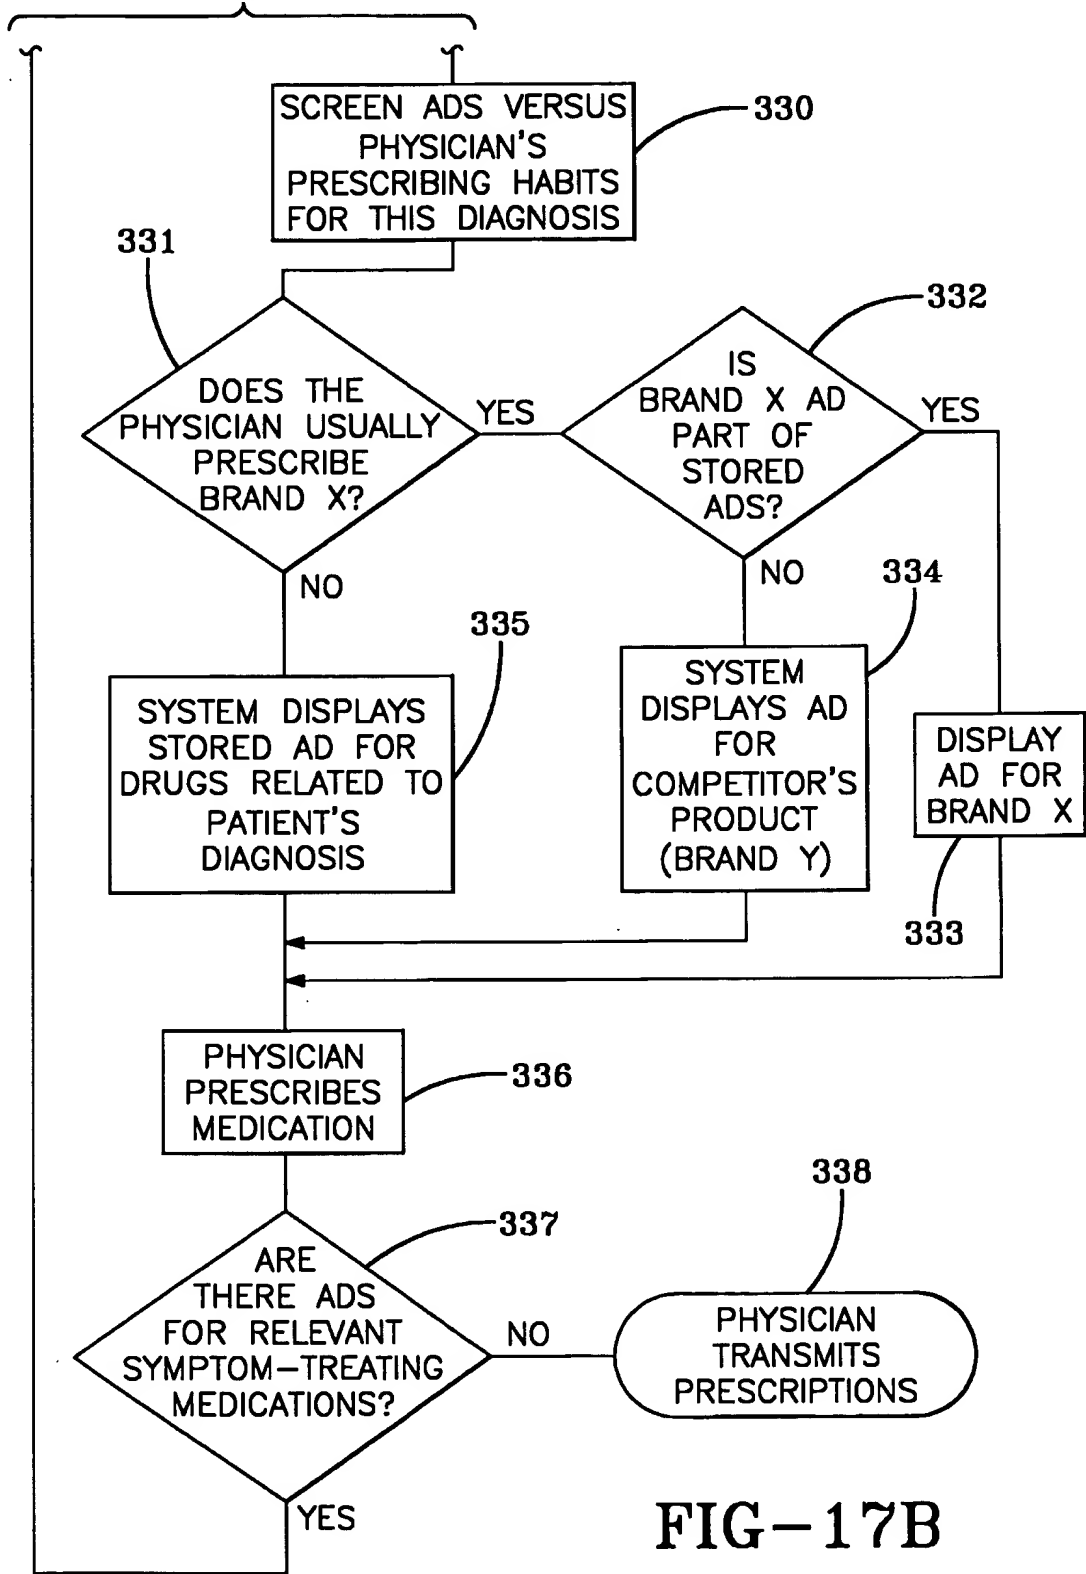 SCREEN ADS VERSUS
PHYSICIAN'S
PRESCRIBING HABITS
FOR THIS DIAGNOSIS
330
331
DOES THE
PHYSICIAN USUALLY
PRESCRIBE
BRAND X?
YES
NO
332
IS
BRAND X AD
PART OF
STORED
ADS?
YES
NO
335
SYSTEM DISPLAYS
STORED AD FOR
DRUGS RELATED TO
PATIENT'S
DIAGNOSIS
334
SYSTEM
DISPLAYS AD
FOR
COMPETITOR'S
PRODUCT
(BRAND Y)
DISPLAY
AD FOR
BRAND X
333
PHYSICIAN
PRESCRIBES
MEDICATION
336
337
ARE
THERE ADS
FOR RELEVANT
SYMPTOM-TREATING
MEDICATIONS?
NO
YES
338
PHYSICIAN
TRANSMITS
PRESCRIPTIONS
FIG-17B